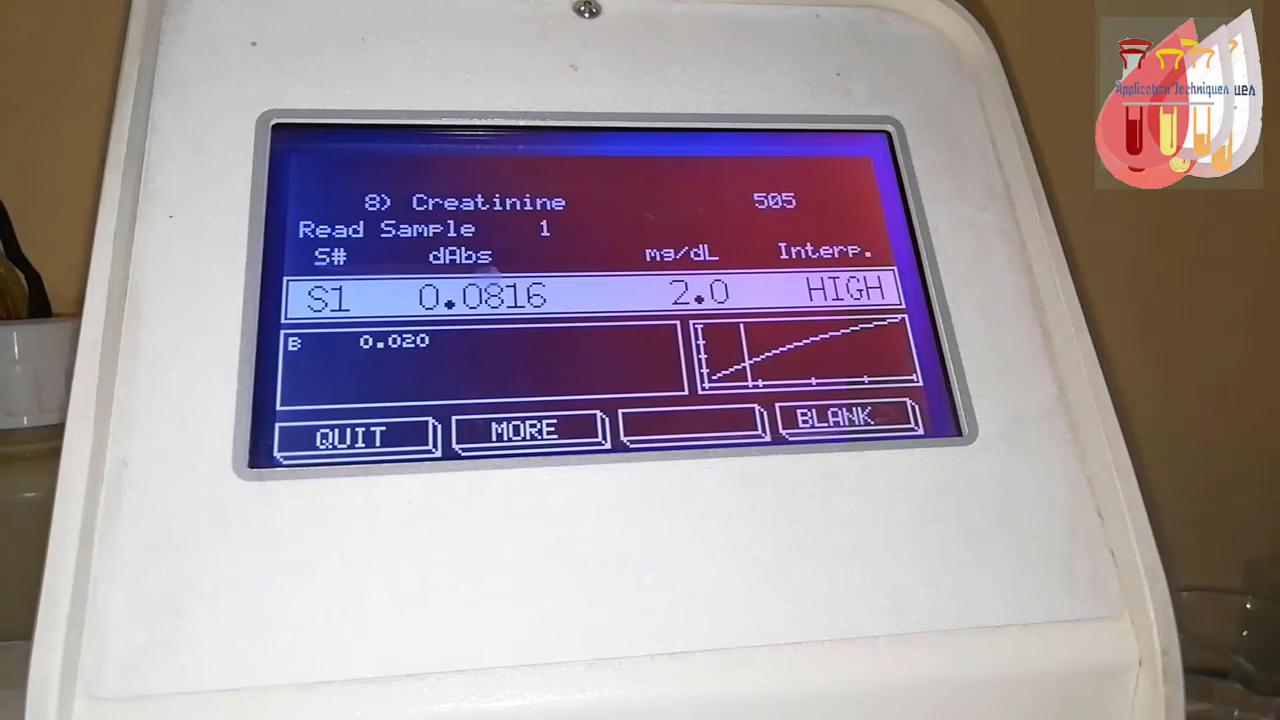 Application Techniques ues
8) Creatinine 505
Read Sample 1
S# dAbs mg/dL Interp.
S1 0.0816 2.0 HIGH
B 0.020
QUIT MORE BLANK